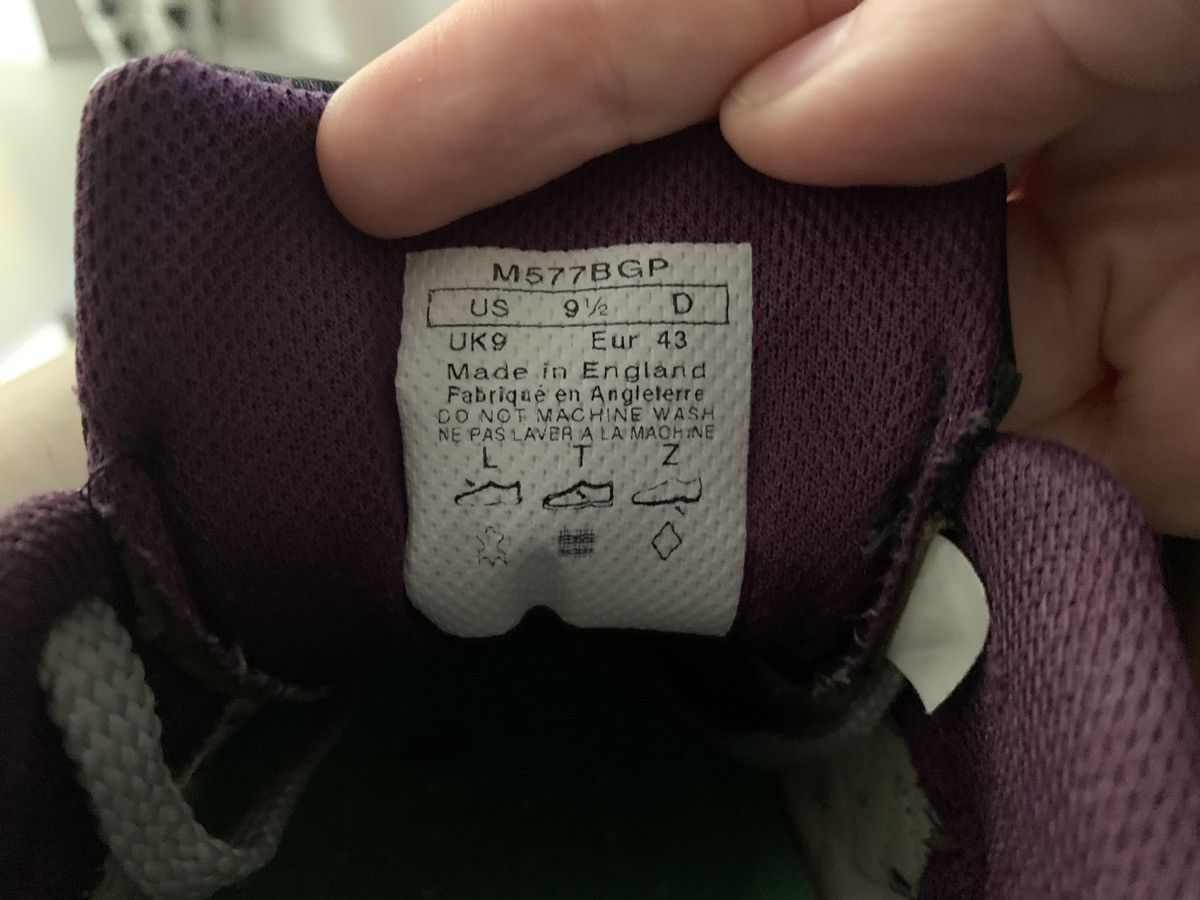 M577BGP
US 9½ D
UK9 Eur 43
Made in England
Fabriqué en Angleterre
DO NOT MACHINE WASH
NE PAS LAVER A LA MACHINE
L T Z